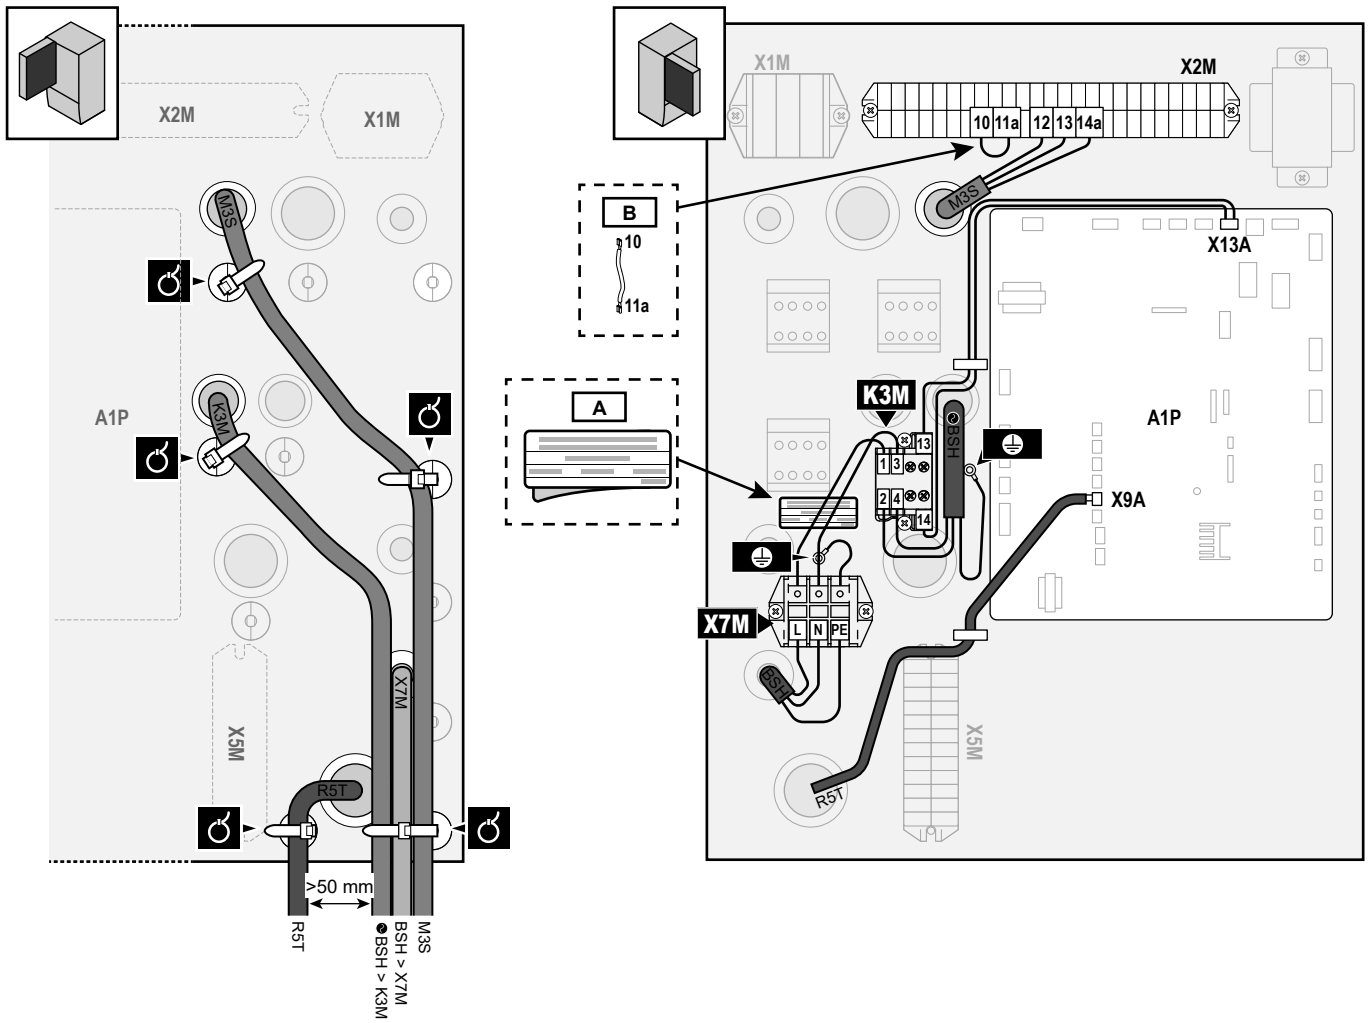 X2M
X1M
M3S
A1P
K3M
X7M
X5M
R5T
>50 mm
R5T
BSH > K3M
BSH > X7M
M3S
X1M
X2M
10 11a 12 13 14a
M3S
B
10
11a
X13A
A
K3M
13
1 3
BSH
2 4
14
A1P
X9A
X7M
L N PE
BSH
X5M
R5T